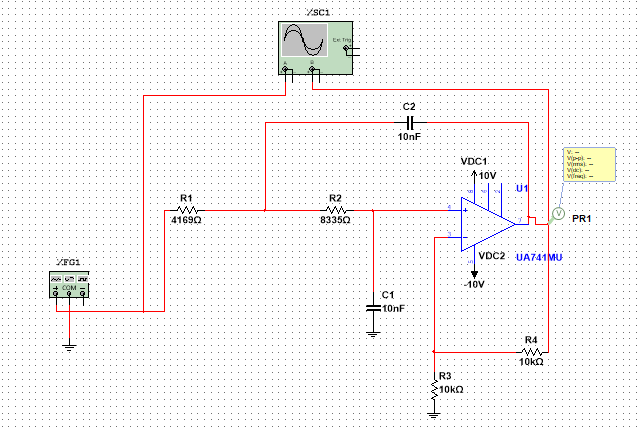 XSC1
Ext Trig
A
B
C2
10nF
V: --
V(p-p): --
V(rms): --
V(dc): --
V(freq): --
VDC1
10V
U1
R1
4169Ω
R2
8335Ω
PR1
UA741MU
VDC2
-10V
XFG1
COM
C1
10nF
R4
10kΩ
R3
10kΩ